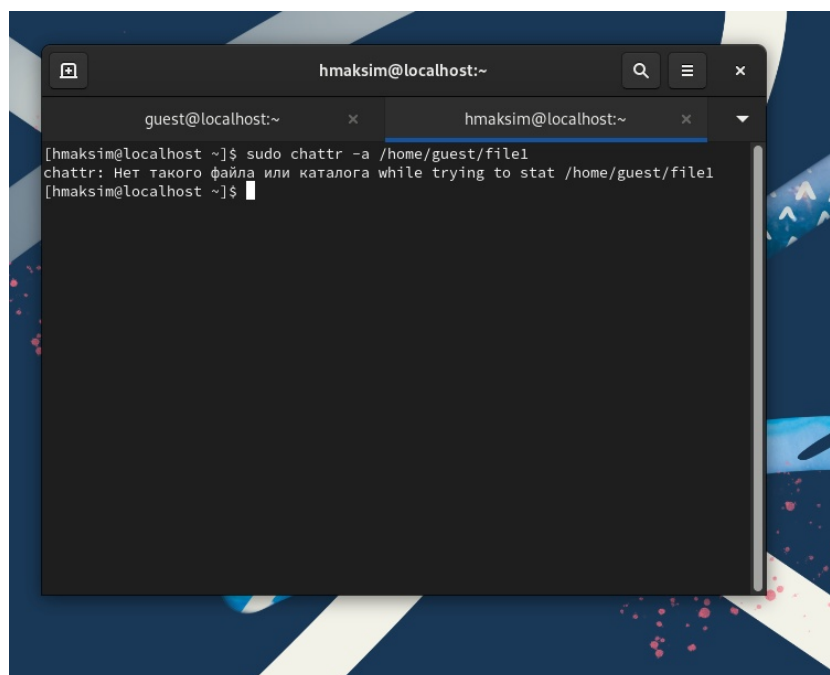 hmaksim@localhost:~
guest@localhost:~
hmaksim@localhost:~
[hmaksim@localhost ~]$ sudo chattr -a /home/guest/file1
chattr: Нет такого файла или каталога while trying to stat /home/guest/file1
[hmaksim@localhost ~]$